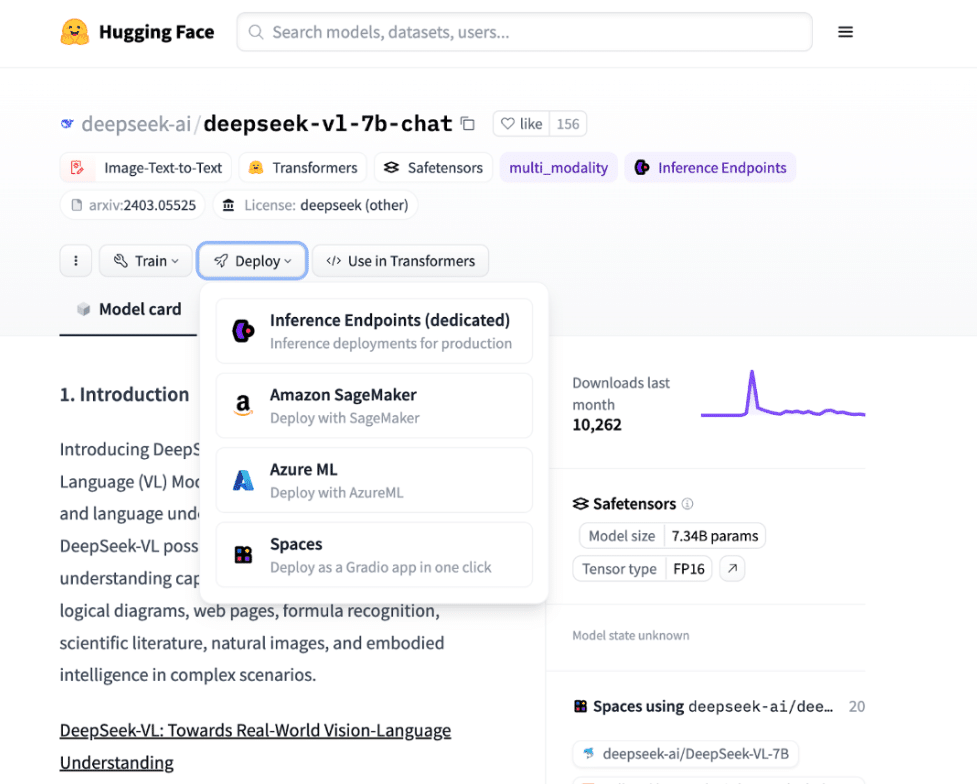 Hugging Face
Search models, datasets, users...
deepseek-ai/deepseek-vl-7b-chat
like 156
Image-Text-to-Text Transformers Safetensors multi_modality Inference Endpoints
arxiv:2403.05525 License: deepseek (other)
Train Deploy </> Use in Transformers
Model card
Inference Endpoints (dedicated)
Inference deployments for production
Amazon SageMaker
Deploy with SageMaker
Azure ML
Deploy with AzureML
Spaces
Deploy as a Gradio app in one click
1. Introduction
Introducing DeepS
Language (VL) Mo
and language und
DeepSeek-VL poss
understanding cap
logical diagrams, web pages, formula recognition,
scientific literature, natural images, and embodied
intelligence in complex scenarios.
DeepSeek-VL: Towards Real-World Vision-Language
Understanding
Downloads last
month
10,262
Safetensors
Model size 7.34B params
Tensor type FP16
Model state unknown
Spaces using deepseek-ai/dee... 20
deepseek-ai/DeepSeek-VL-7B